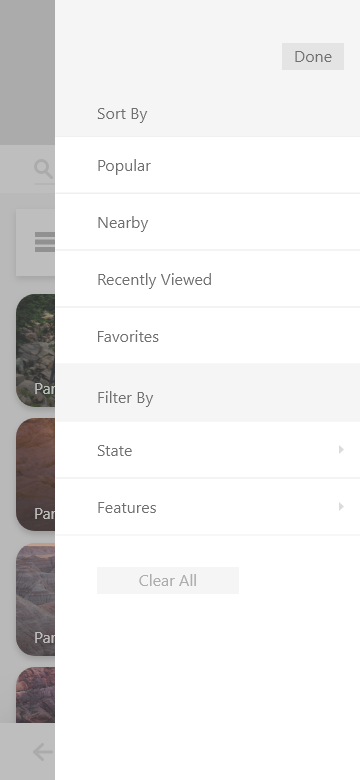 Done
Sort By
Popular
Nearby
Recently Viewed
Favorites
Filter By
State
Features
Clear All
Par
Par
Par